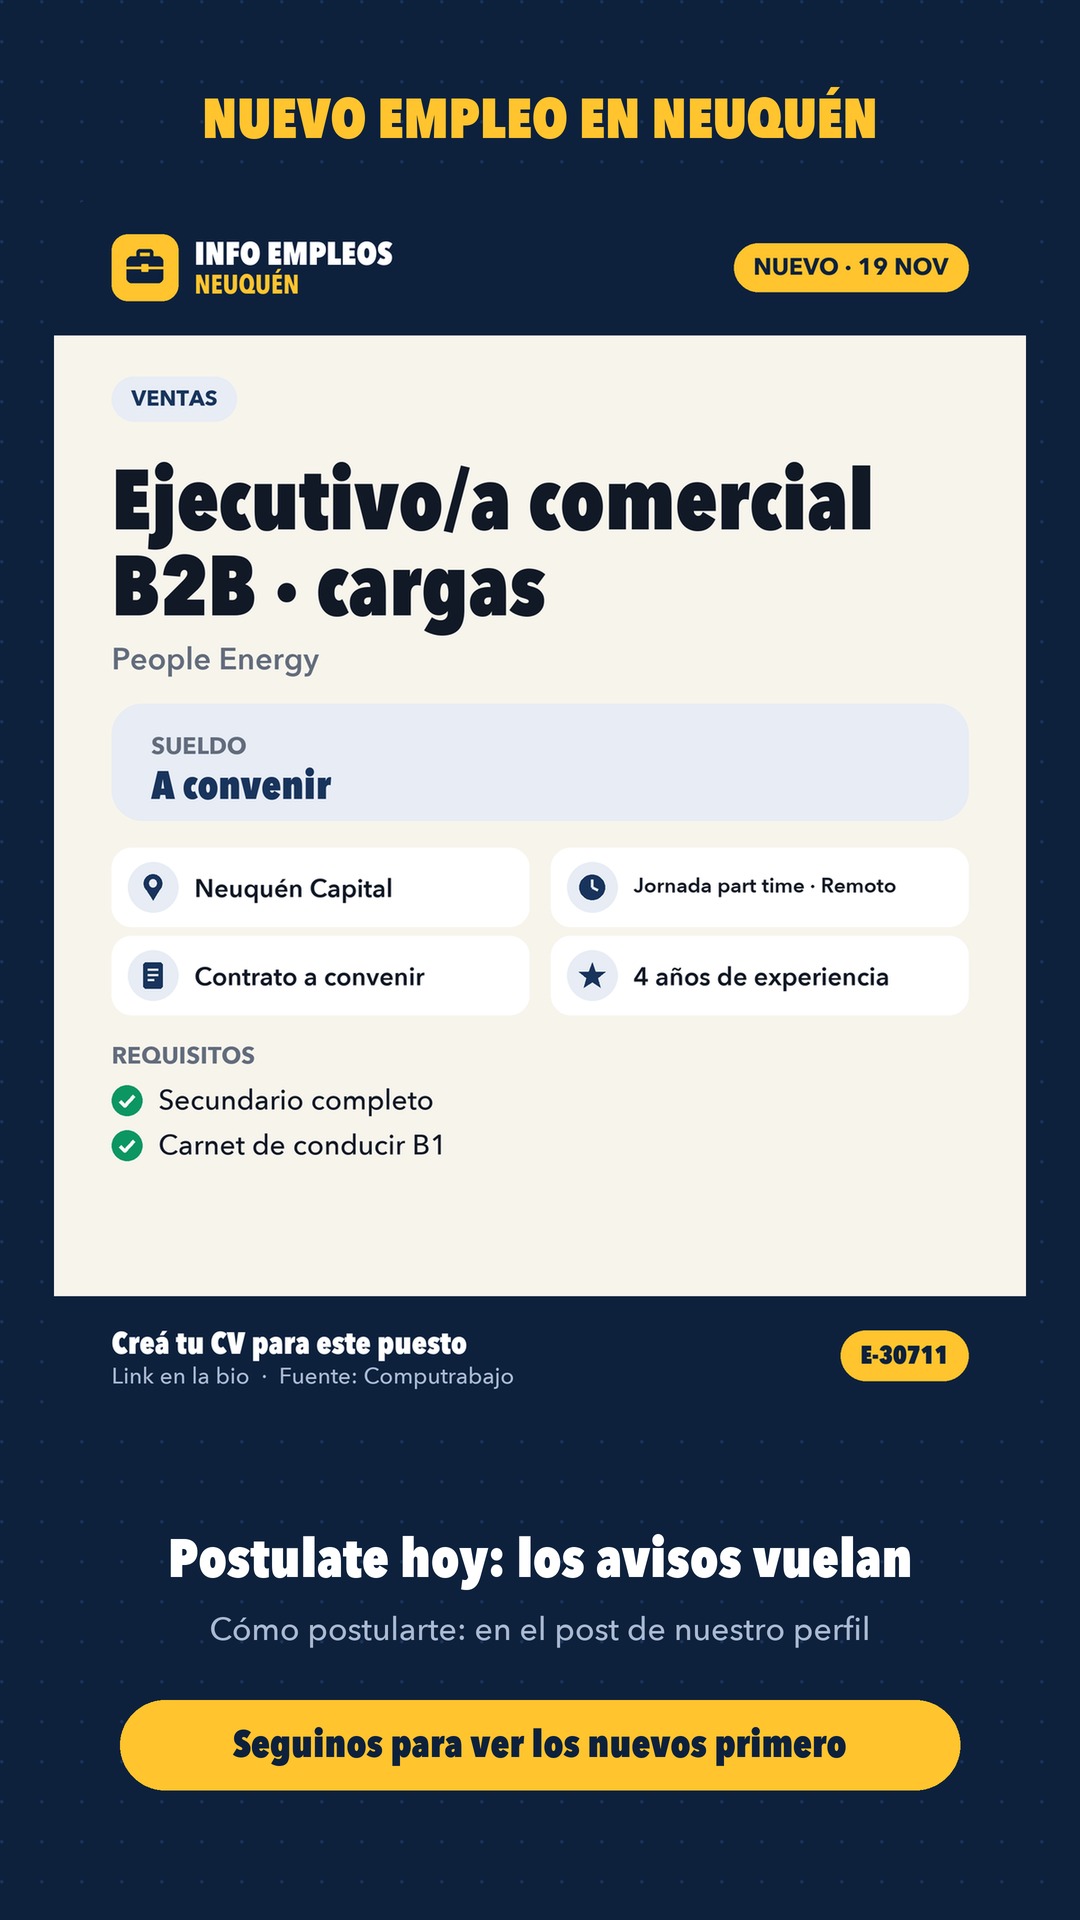 NUEVO EMPLEO EN NEUQUÉN
INFO EMPLEOS
NEUQUÉN
NUEVO · 19 NOV
VENTAS
Ejecutivo/a comercial
B2B · cargas
People Energy
SUELDO
A convenir
Neuquén Capital
Jornada part time · Remoto
Contrato a convenir
4 años de experiencia
REQUISITOS
Secundario completo
Carnet de conducir B1
Creá tu CV para este puesto
Link en la bio · Fuente: Computrabajo
E-30711
Postulate hoy: los avisos vuelan
Cómo postularte: en el post de nuestro perfil
Seguinos para ver los nuevos primero